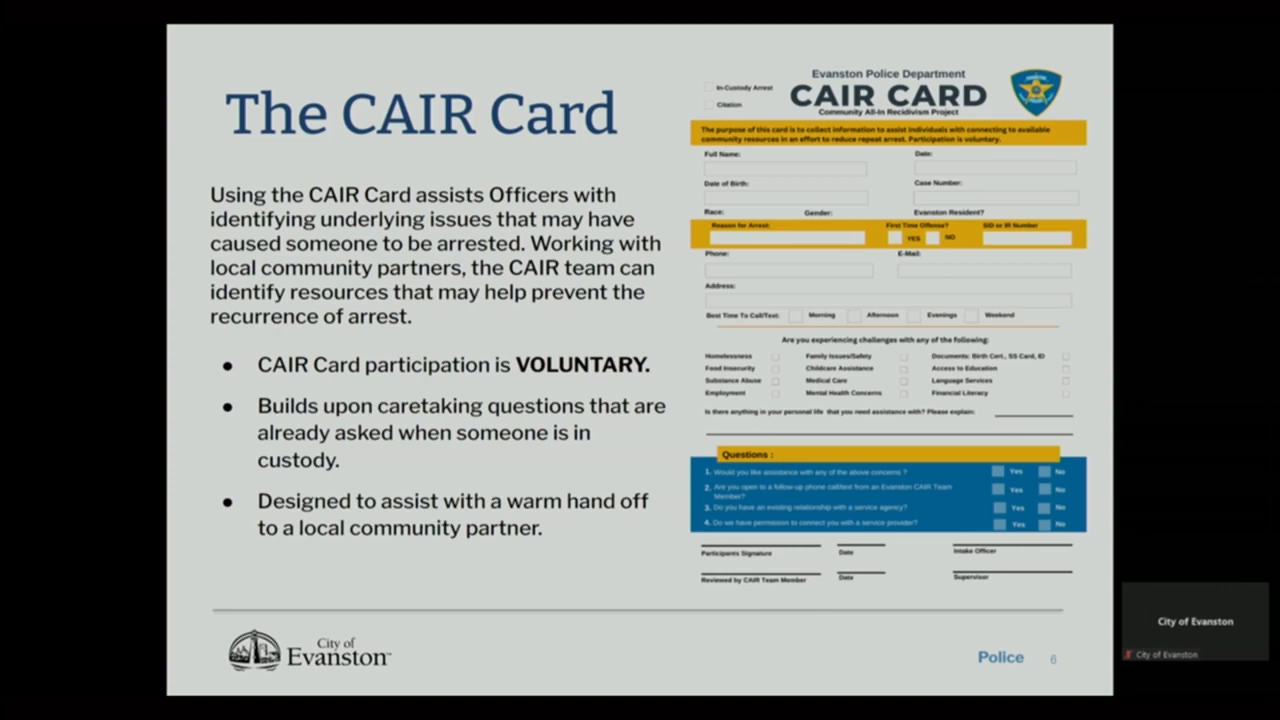 The CAIR Card
Using the CAIR Card assists Officers with
identifying underlying issues that may have
caused someone to be arrested. Working with
local community partners, the CAIR team can
identify resources that may help prevent the
recurrence of arrest.
● CAIR Card participation is VOLUNTARY.
● Builds upon caretaking questions that are
already asked when someone is in
custody.
● Designed to assist with a warm hand off
to a local community partner.
In-Custody Arrest
Citation
Evanston Police Department
CAIR CARD
Community All-In Recidivism Project
The purpose of this card is to collect information to assist individuals with connecting to available
community resources in an effort to reduce repeat arrest. Participation is voluntary.
Full Name: Date:
Date of Birth: Case Number:
Race: Gender: Evanston Resident?
Reason for Arrest: First Time Offense? SID or IR Number
YES NO
Phone: E-Mail:
Address:
Best Time To Call/Text: Morning Afternoon Evenings Weekend
Are you experiencing challenges with any of the following:
Homelessness Family Issues/Safety Documents: Birth Cert., SS Card, ID
Food Insecurity Childcare Assistance Access to Education
Substance Abuse Medical Care Language Services
Employment Mental Health Concerns Financial Literacy
Is there anything in your personal life that you need assistance with? Please explain:
Questions :
1. Would you like assistance with any of the above concerns ? Yes No
2. Are you open to a follow-up phone call/text from an Evanston CAIR Team
Member? Yes No
3. Do you have an existing relationship with a service agency? Yes No
4. Do we have permission to connect you with a service provider? Yes No
Participants Signature Date Intake Officer
Reviewed by CAIR Team Member Date Supervisor
City of
Evanston™
Police 6
City of Evanston
City of Evanston